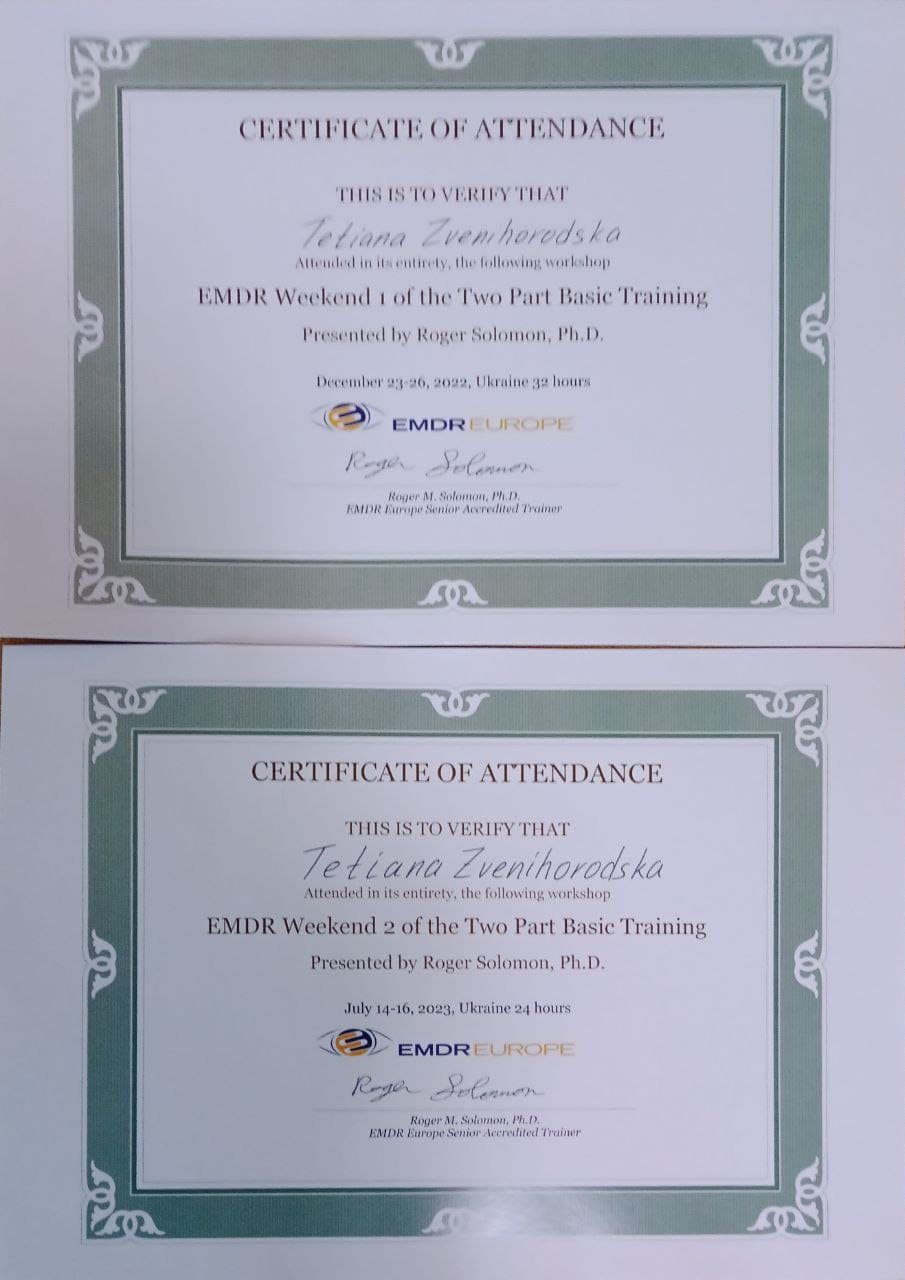 CERTIFICATE OF ATTENDANCE
THIS IS TO VERIFY THAT
Tetiana Zvenihorodska
Attended in its entirety, the following workshop
EMDR Weekend 1 of the Two Part Basic Training
Presented by Roger Solomon, Ph.D.
December 23-26, 2022, Ukraine 32 hours
EMDR EUROPE
Roger Solomon
Roger M. Solomon, Ph.D.
EMDR Europe Senior Accredited Trainer
CERTIFICATE OF ATTENDANCE
THIS IS TO VERIFY THAT
Tetiana Zvenihorodska
Attended in its entirety, the following workshop
EMDR Weekend 2 of the Two Part Basic Training
Presented by Roger Solomon, Ph.D.
July 14-16, 2023, Ukraine 24 hours
EMDR EUROPE
Roger Solomon
Roger M. Solomon, Ph.D.
EMDR Europe Senior Accredited Trainer